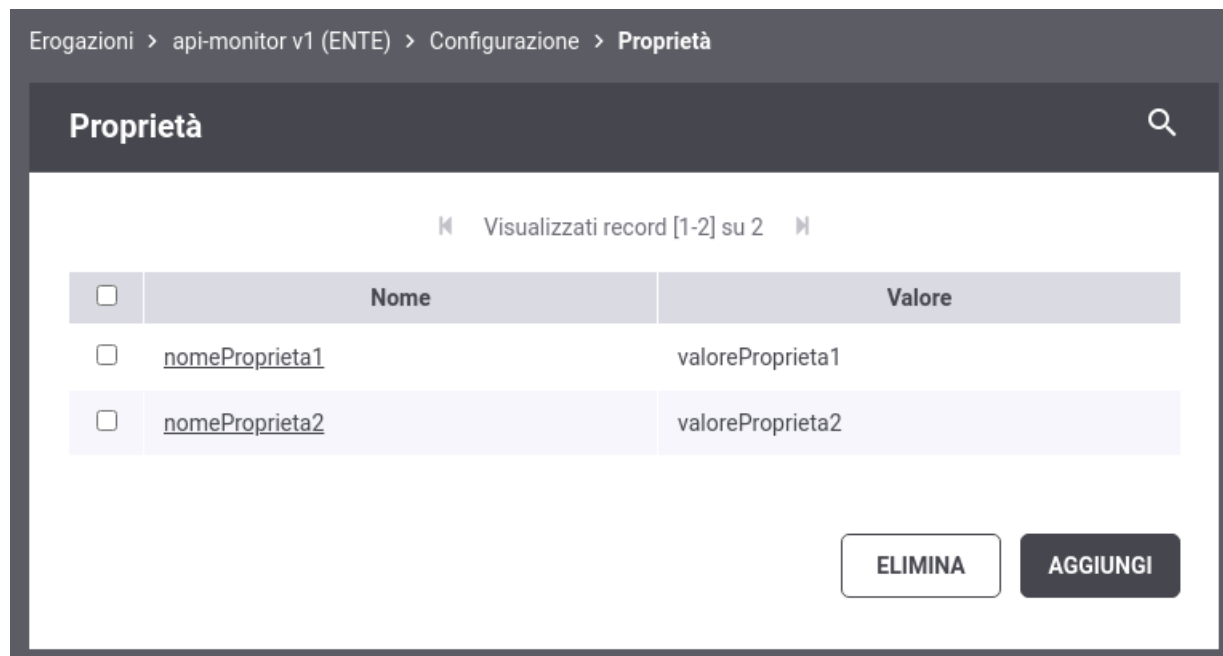 Erogazioni > api-monitor v1 (ENTE) > Configurazione > Proprietà
Proprietà
Visualizzati record [1-2] su 2
Nome Valore
nomeProprieta1 valoreProprieta1
nomeProprieta2 valoreProprieta2
ELIMINA AGGIUNGI